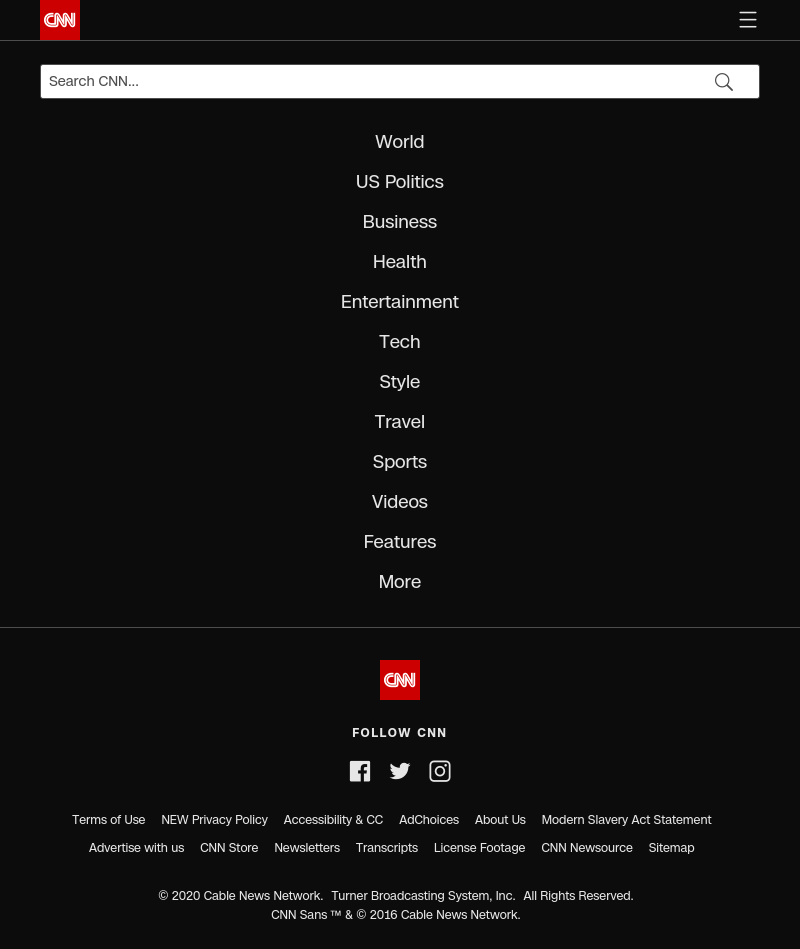 CNN
Search CNN...
World
US Politics
Business
Health
Entertainment
Tech
Style
Travel
Sports
Videos
Features
More
CNN
FOLLOW CNN
Terms of Use NEW Privacy Policy Accessibility & CC AdChoices About Us Modern Slavery Act Statement
Advertise with us CNN Store Newsletters Transcripts License Footage CNN Newsource Sitemap
© 2020 Cable News Network. Turner Broadcasting System, Inc. All Rights Reserved.
CNN Sans ™ & © 2016 Cable News Network.